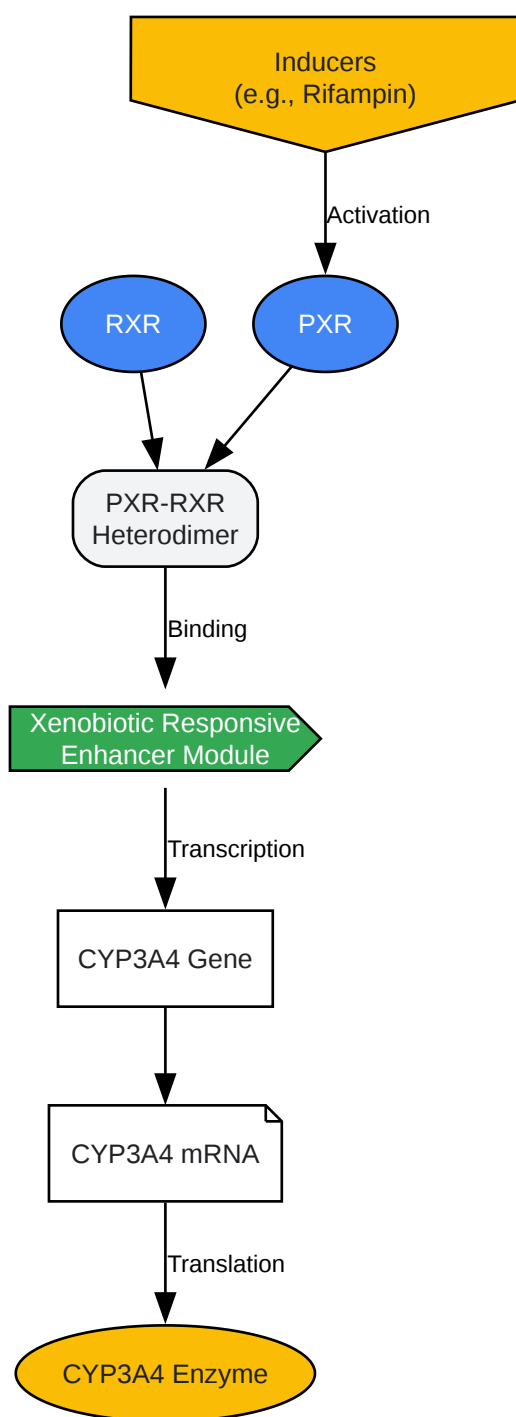 Inducers
(e.g., Rifampin)
Activation
RXR
PXR
PXR-RXR
Heterodimer
Binding
Xenobiotic Responsive
Enhancer Module
Transcription
CYP3A4 Gene
CYP3A4 mRNA
Translation
CYP3A4 Enzyme